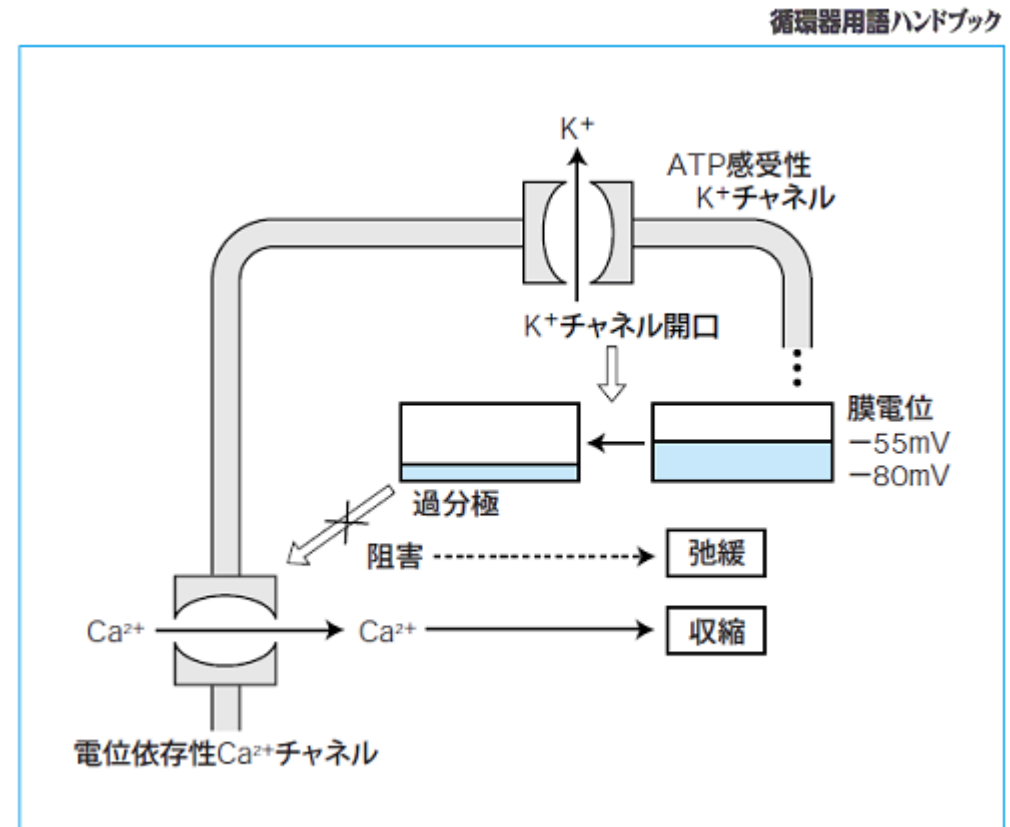 循環器用語ハンドブック
K⁺
ATP感受性
K⁺チャネル
K⁺チャネル開口
膜電位
−55mV
−80mV
過分極
阻害
弛緩
Ca²⁺
Ca²⁺
収縮
電位依存性Ca²⁺チャネル